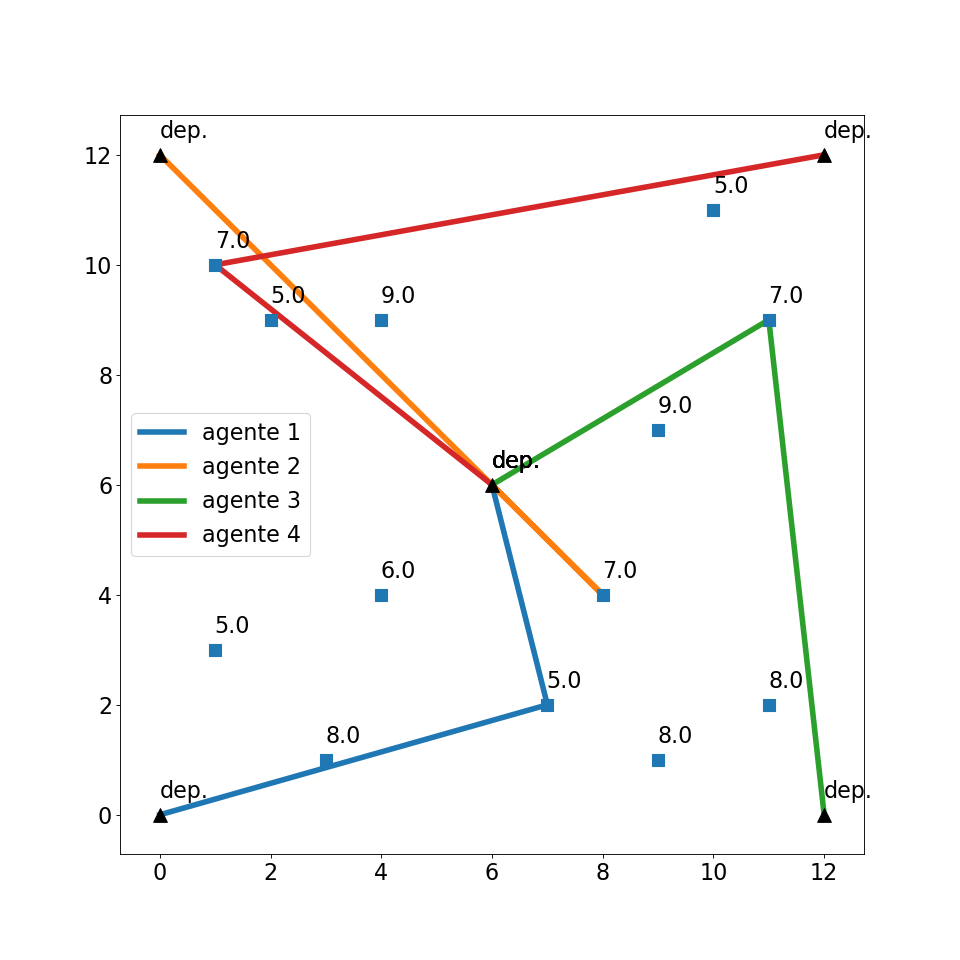 dep. dep.
12
5.0
7.0
10
5.0 9.0 7.0
8
9.0
agente 1
agente 2
agente 3
agente 4
dep.
6
6.0 7.0
4
5.0
5.0 8.0
2
8.0 8.0
dep. dep.
0
0 2 4 6 8 10 12